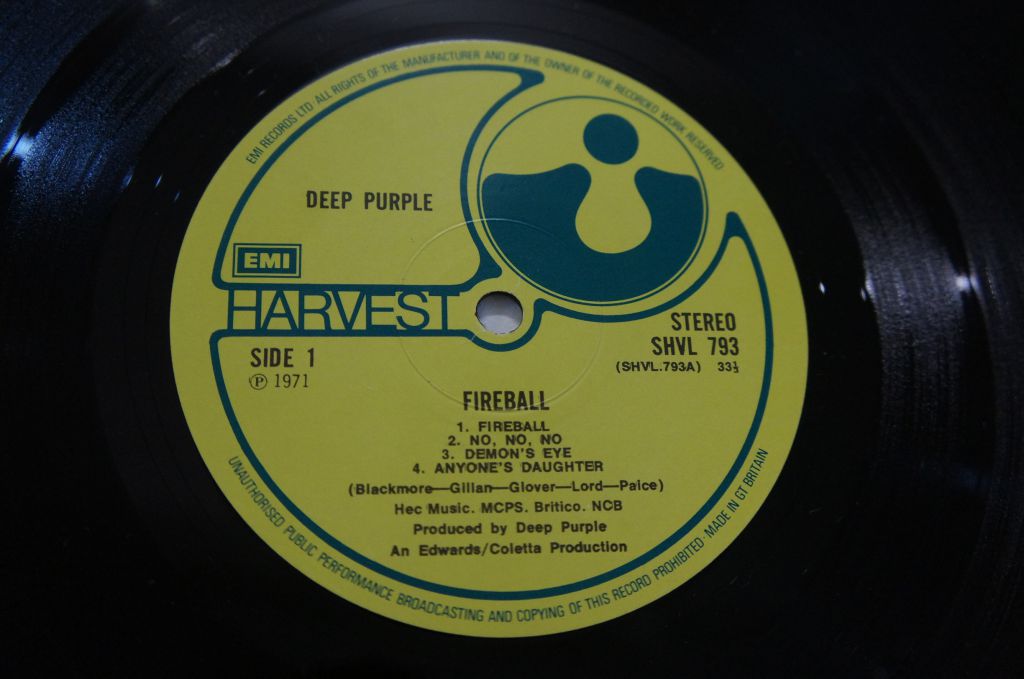 EMI RECORDS LTD ALL RIGHTS OF THE MANUFACTURER AND OF THE OWNER OF THE RECORDED WORK RESERVED
DEEP PURPLE
EMI
HARVEST
STEREO
SIDE 1
SHVL 793
Ⓟ 1971
(SHVL.793A) 33⅓
FIREBALL
1. FIREBALL
2. NO, NO, NO
3. DEMON'S EYE
4. ANYONE'S DAUGHTER
(Blackmore—Gillan—Glover—Lord—Paice)
Hec Music. MCPS. Britico. NCB
Produced by Deep Purple
An Edwards/Coletta Production
UNAUTHORISED PUBLIC PERFORMANCE BROADCASTING AND COPYING OF THIS RECORD PROHIBITED · MADE IN GT BRITAIN